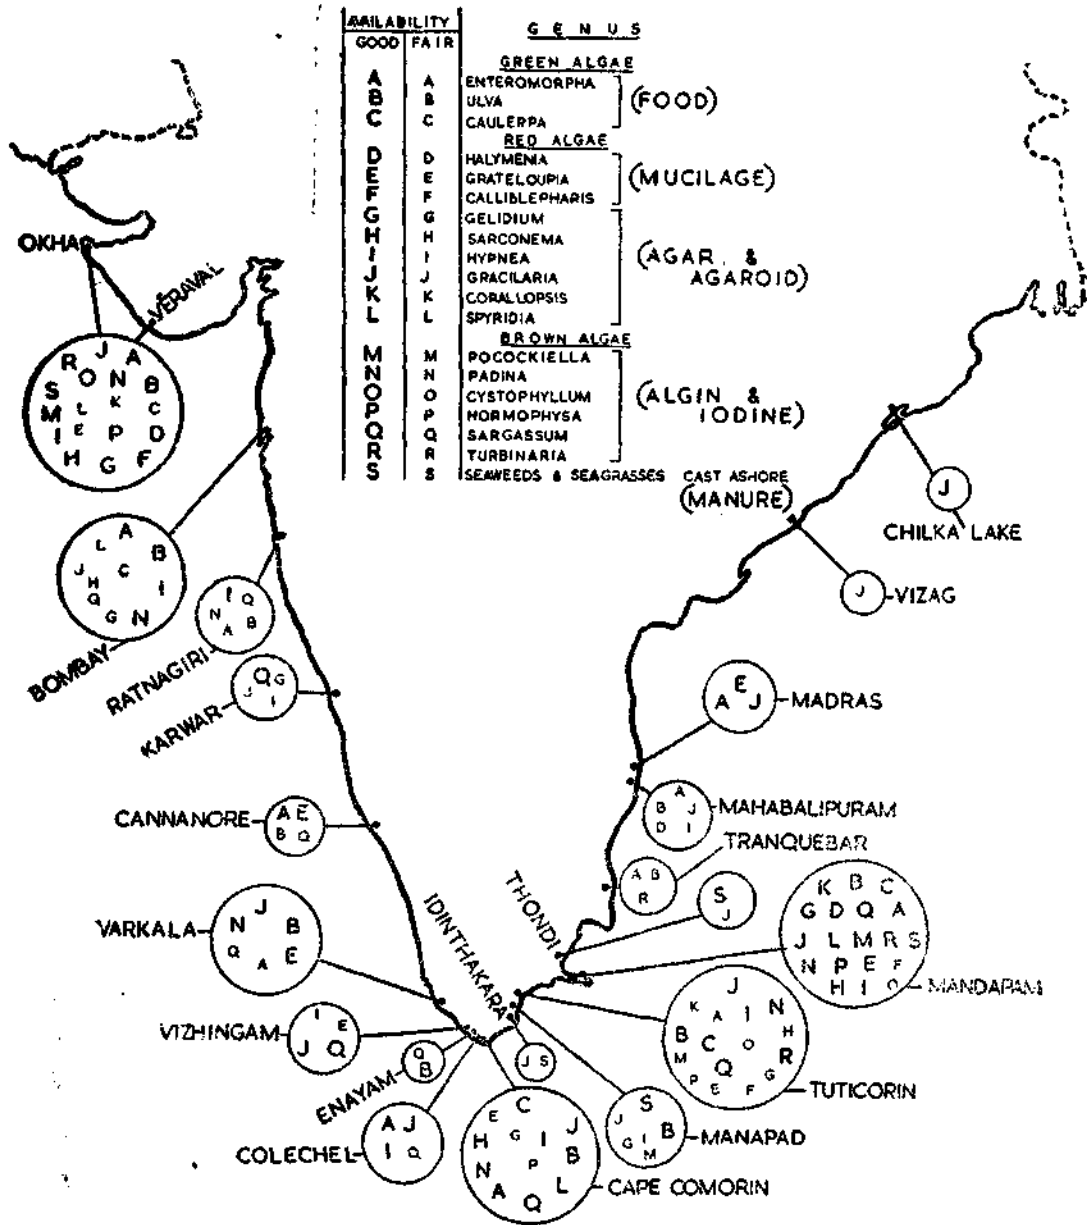 AVAILABILITY GENUS
GOOD FAIR
GREEN ALGAE
A A ENTEROMORPHA
B B ULVA (FOOD)
C C CAULERPA
RED ALGAE
D D HALYMENIA
E E GRATELOUPIA (MUCILAGE)
F F CALLIBLEPHARIS
G G GELIDIUM
H H SARCONEMA
I I HYPNEA (AGAR &
J J GRACILARIA AGAROID)
K K CORALLOPSIS
L L SPYRIDIA
BROWN ALGAE
M M POCOCKIELLA
N N PADINA
O O CYSTOPHYLLUM (ALGIN &
P P HORMOPHYSA IODINE)
Q Q SARGASSUM
R R TURBINARIA
S S SEAWEEDS & SEAGRASSES CAST ASHORE
(MANURE)
OKHA
VERAVAL
R J A
S O N B
M L K C
I E P D
H G F
BOMBAY
L A B
J H C I
Q G N
RATNAGIRI
I Q
N A B
KARWAR
Q G
J I
CANNANORE
A E
B Q
VARKALA
J
N B
Q A E
VIZHINGAM
I E
J Q
ENAYAM
Q
B
COLECHEL
A J
I Q
CAPE COMORIN
E C J
H G I B
N P
A Q L
IDINTHAKARA
J S
MANAPAD
J S B
G I
M
TUTICORIN
J
K A I N
B C O H
M Q R
P E F G
MANDAPAM
K B C
G D Q A
J L M R S
N P E F
H I O
THONDI
S
J
TRANQUEBAR
A B
R
MAHABALIPURAM
A
B J
D I
MADRAS
E
A J
VIZAG
J
CHILKA LAKE
J